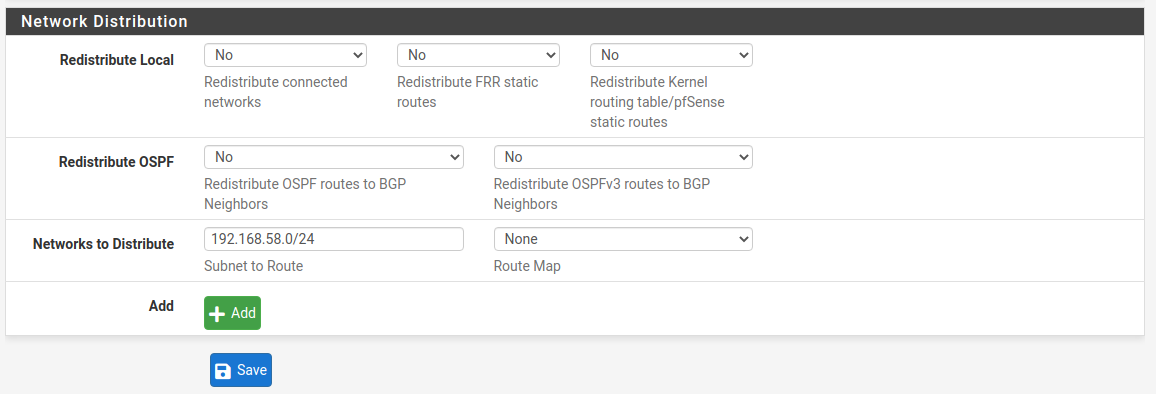 Network Distribution
Redistribute Local
No
No
No
Redistribute connected
networks
Redistribute FRR static
routes
Redistribute Kernel
routing table/pfSense
static routes
Redistribute OSPF
No
No
Redistribute OSPF routes to BGP
Neighbors
Redistribute OSPFv3 routes to BGP
Neighbors
Networks to Distribute
192.168.58.0/24
None
Subnet to Route
Route Map
Add
Add
Save